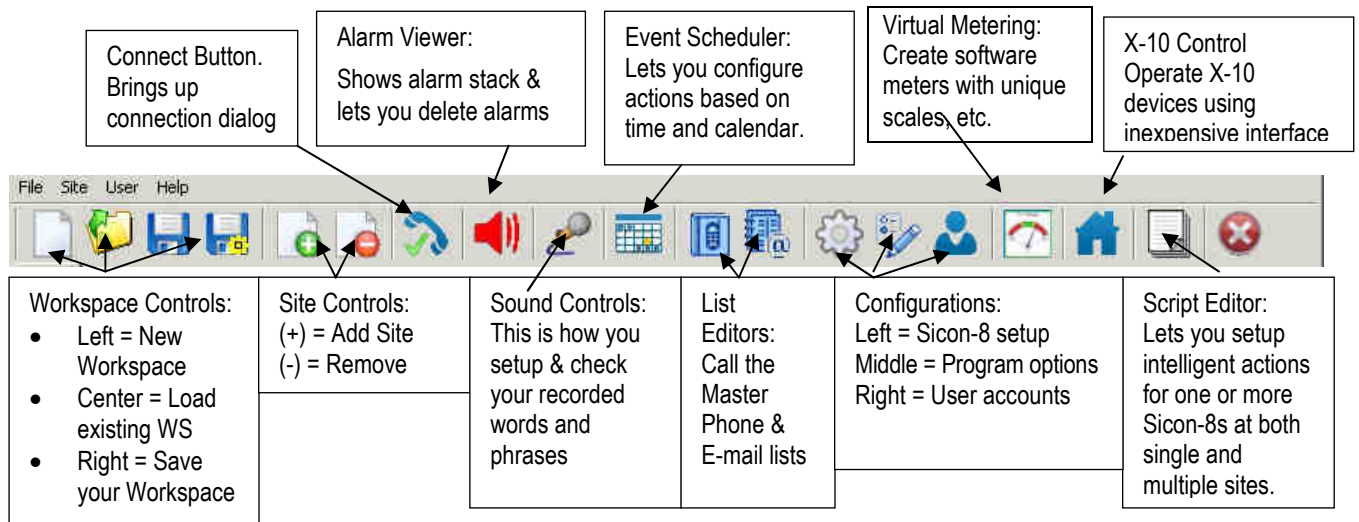 Connect Button.
Brings up
connection dialog
Alarm Viewer:
Shows alarm stack &
lets you delete alarms
Event Scheduler:
Lets you configure
actions based on
time and calendar.
Virtual Metering:
Create software
meters with unique
scales, etc.
X-10 Control
Operate X-10
devices using
inexpensive interface
File Site User Help
@
Workspace Controls:
• Left = New
Workspace
• Center = Load
existing WS
• Right = Save
your Workspace
Site Controls:
(+) = Add Site
(-) = Remove
Sound Controls:
This is how you
setup & check
your recorded
words and
phrases
List
Editors:
Call the
Master
Phone &
E-mail lists
Configurations:
Left = Sicon-8 setup
Middle = Program options
Right = User accounts
Script Editor:
Lets you setup
intelligent actions
for one or more
Sicon-8s at both
single and
multiple sites.